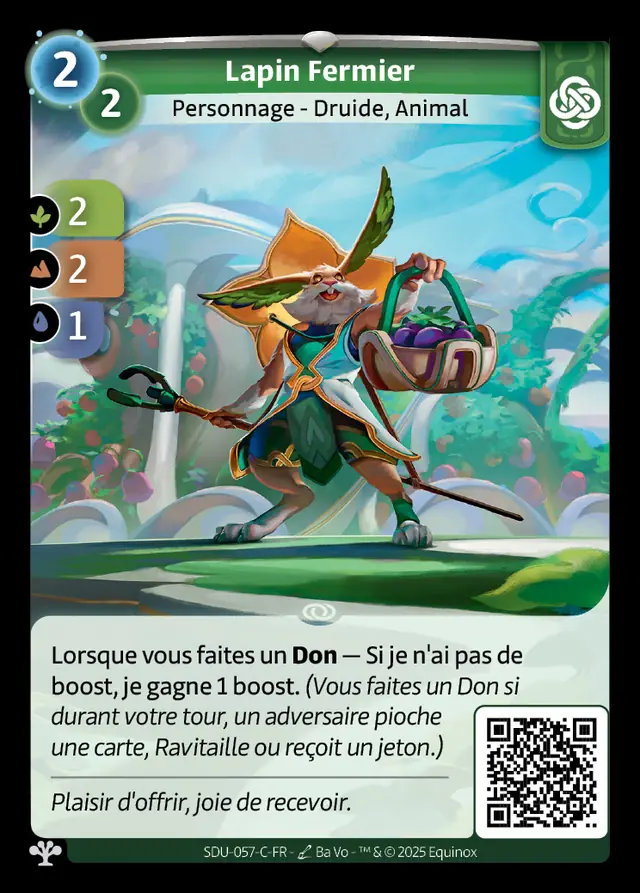 2
2
Lapin Fermier
Personnage - Druide, Animal
2
2
1
Lorsque vous faites un Don — Si je n'ai pas de
boost, je gagne 1 boost. (Vous faites un Don si
durant votre tour, un adversaire pioche
une carte, Ravitaille ou reçoit un jeton.)
Plaisir d'offrir, joie de recevoir.
SDU-057-C-FR - Ba Vo - ™ & © 2025 Equinox